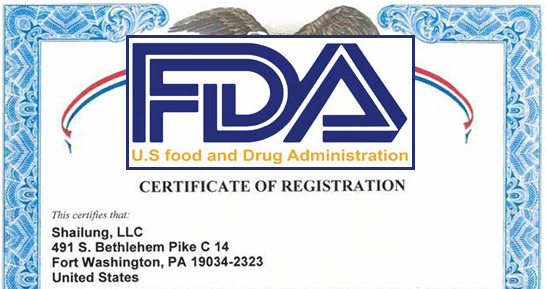 FDA
U.S food and Drug Administration
CERTIFICATE OF REGISTRATION
This certifies that:
Shailung, LLC
491 S. Bethlehem Pike C 14
Fort Washington, PA 19034-2323
United States